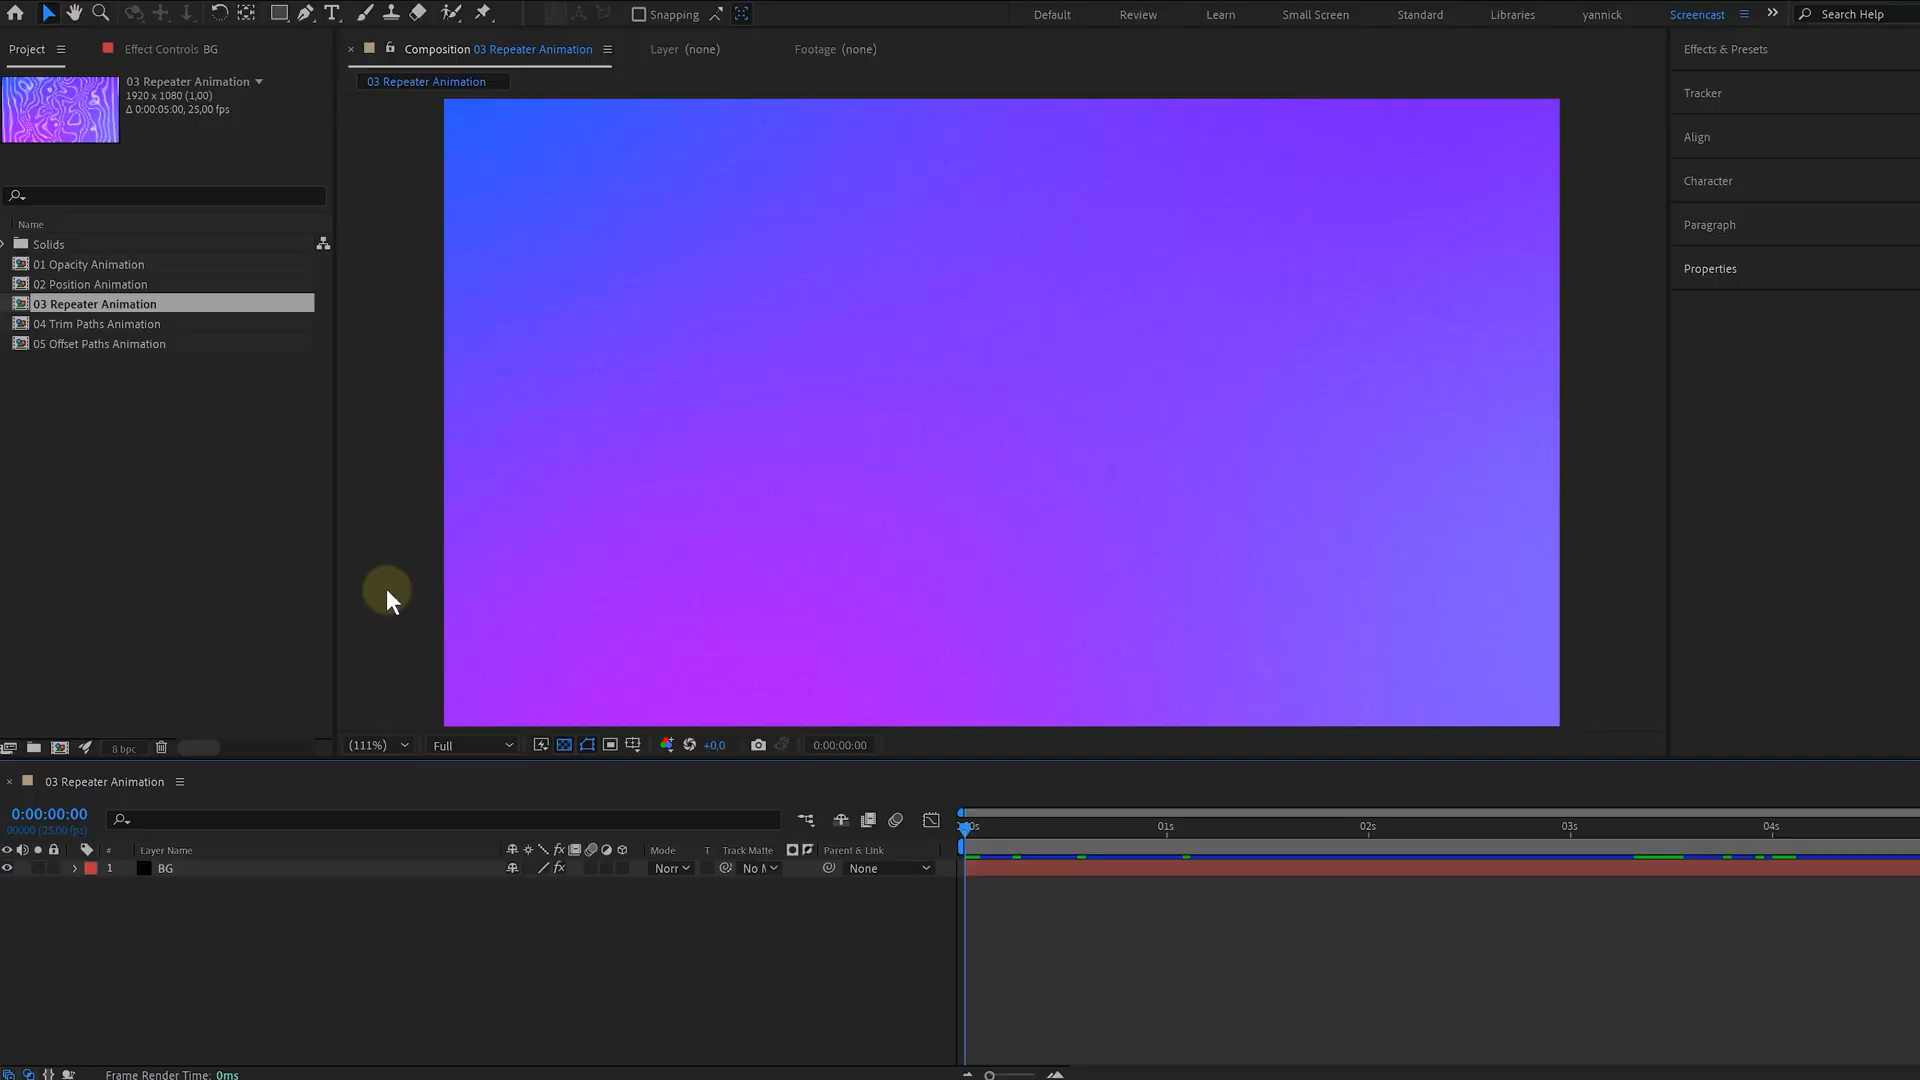 Snapping
Default
Review
Learn
Small Screen
Standard
Libraries
yannick
Screencast
Search Help
Project
Effect Controls BG
Composition 03 Repeater Animation
Layer (none)
Footage (none)
Effects & Presets
03 Repeater Animation
1920 x 1080 (1,00)
Δ 0:00:05:00, 25,00 fps
03 Repeater Animation
Tracker
Align
Character
Paragraph
Properties
Name
Solids
01 Opacity Animation
02 Position Animation
03 Repeater Animation
04 Trim Paths Animation
05 Offset Paths Animation
8 bpc
(111%)
Full
+0,0
0:00:00:00
03 Repeater Animation
0:00:00:00
00000 (25.00 fps)
01s
02s
03s
04s
#
Layer Name
Mode
T
Track Matte
Parent & Link
1
BG
Norr
No M
None
Frame Render Time: 0ms